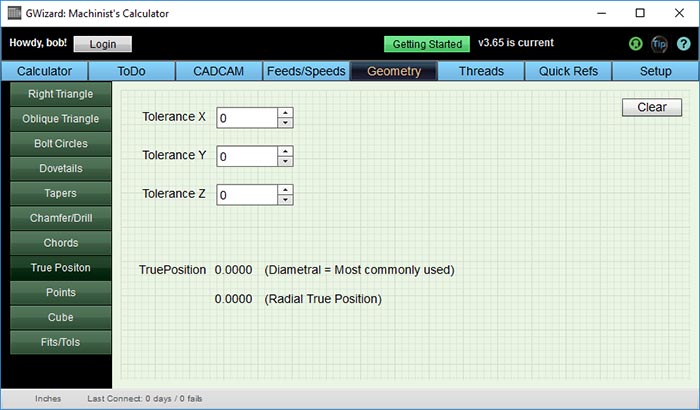 GWizard: Machinist's Calculator
Howdy, bob! Login Getting Started v3.65 is current Tip ?
Calculator ToDo CADCAM Feeds/Speeds Geometry Threads Quick Refs Setup
Right Triangle
Oblique Triangle
Bolt Circles
Dovetails
Tapers
Chamfer/Drill
Chords
True Positon
Points
Cube
Fits/Tols
Clear
Tolerance X 0
Tolerance Y 0
Tolerance Z 0
TruePosition 0.0000 (Diametral = Most commonly used)
0.0000 (Radial True Position)
Inches Last Connect: 0 days / 0 fails